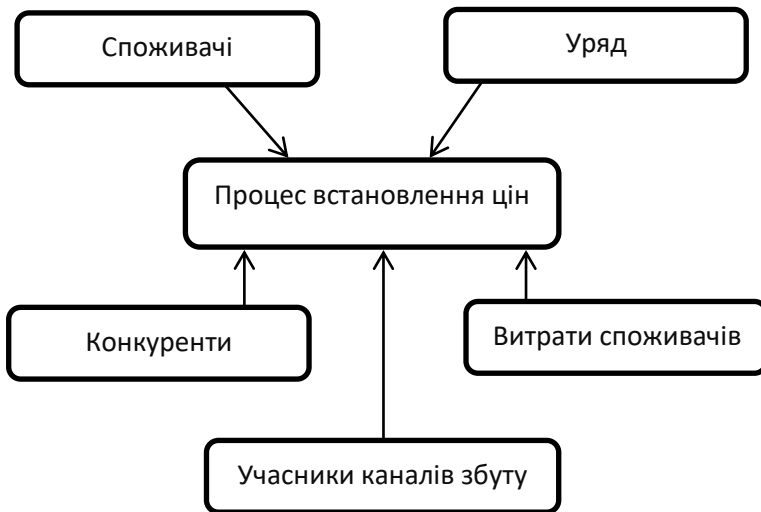 Споживачі
Уряд
Процес встановлення цін
Конкуренти
Витрати споживачів
Учасники каналів збуту